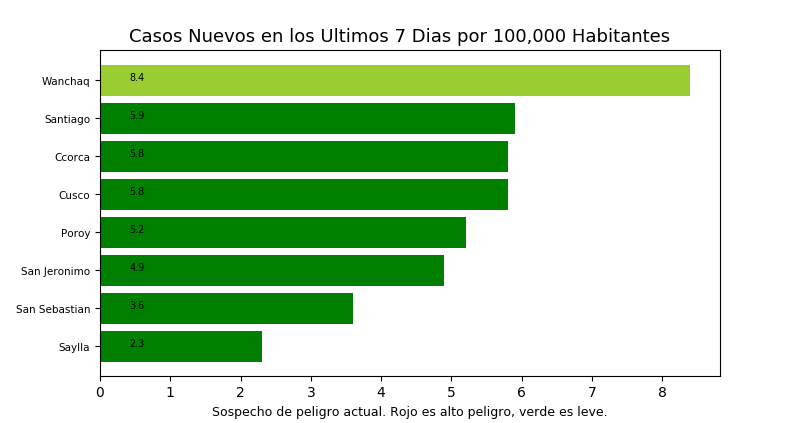 Casos Nuevos en los Ultimos 7 Dias por 100,000 Habitantes
Wanchaq 8.4
Santiago 5.9
Ccorca 5.8
Cusco 5.8
Poroy 5.2
San Jeronimo 4.9
San Sebastian 3.6
Saylla 2.3
0 1 2 3 4 5 6 7 8
Sospecho de peligro actual. Rojo es alto peligro, verde es leve.